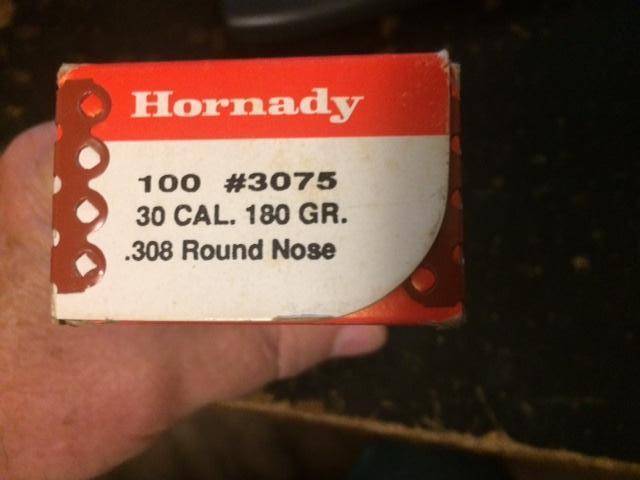 Hornady
100 #3075
30 CAL. 180 GR.
.308 Round Nose